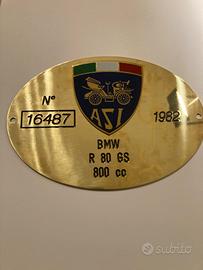 N°
16487
1982
ASI
BMW
R 80 GS
800 cc
subito